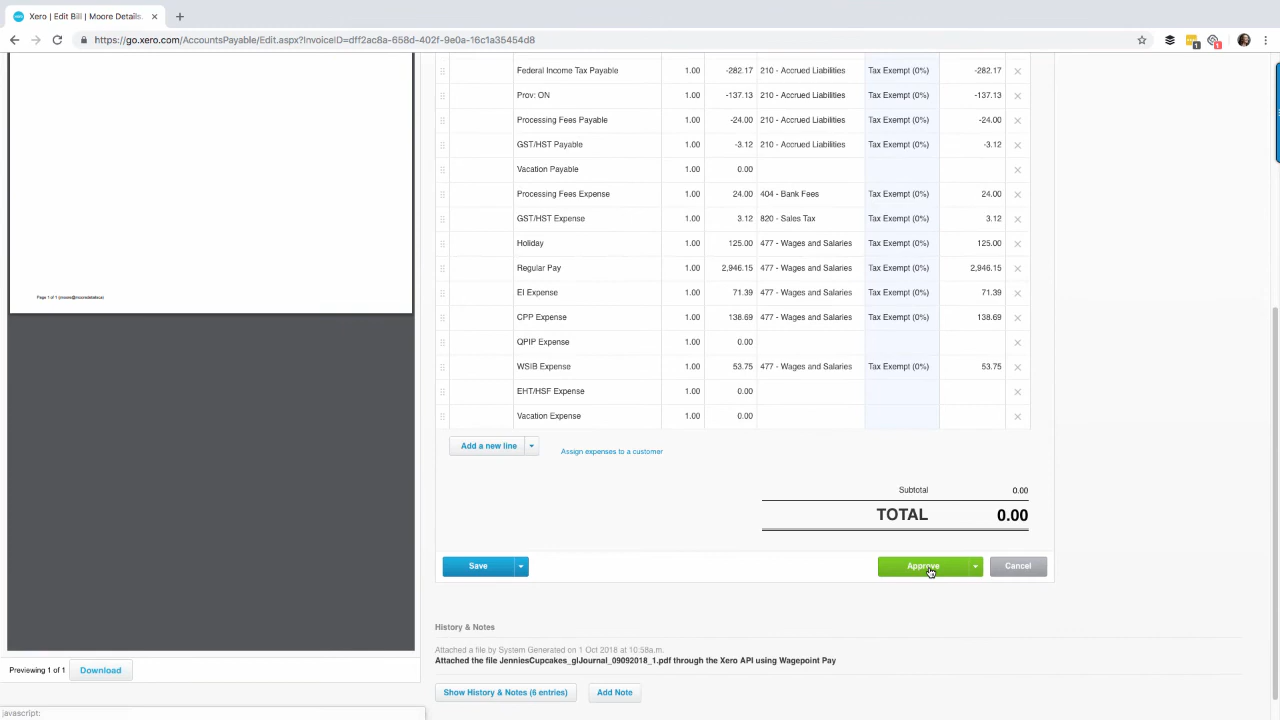 Xero | Edit Bill | Moore Details.
https://go.xero.com/AccountsPayable/Edit.aspx?InvoiceID=dff2ac8a-658d-402f-9e0a-16c1a35454d8
1
1
Federal Income Tax Payable 1.00 -282.17 210 - Accrued Liabilities Tax Exempt (0%) -282.17
Prov: ON 1.00 -137.13 210 - Accrued Liabilities Tax Exempt (0%) -137.13
Processing Fees Payable 1.00 -24.00 210 - Accrued Liabilities Tax Exempt (0%) -24.00
GST/HST Payable 1.00 -3.12 210 - Accrued Liabilities Tax Exempt (0%) -3.12
Vacation Payable 1.00 0.00
Processing Fees Expense 1.00 24.00 404 - Bank Fees Tax Exempt (0%) 24.00
GST/HST Expense 1.00 3.12 820 - Sales Tax Tax Exempt (0%) 3.12
Holiday 1.00 125.00 477 - Wages and Salaries Tax Exempt (0%) 125.00
Regular Pay 1.00 2,946.15 477 - Wages and Salaries Tax Exempt (0%) 2,946.15
EI Expense 1.00 71.39 477 - Wages and Salaries Tax Exempt (0%) 71.39
CPP Expense 1.00 138.69 477 - Wages and Salaries Tax Exempt (0%) 138.69
QPIP Expense 1.00 0.00
WSIB Expense 1.00 53.75 477 - Wages and Salaries Tax Exempt (0%) 53.75
EHT/HSF Expense 1.00 0.00
Vacation Expense 1.00 0.00
Page 1 of 1
Add a new line
Assign expenses to a customer
Subtotal 0.00
TOTAL 0.00
Save
Approve
Cancel
History & Notes
Attached a file by System Generated on 1 Oct 2018 at 10:58a.m.
Attached the file JenniesCupcakes_glJournal_09092018_1.pdf through the Xero API using Wagepoint Pay
Show History & Notes (6 entries)
Add Note
Previewing 1 of 1
Download
javascript: